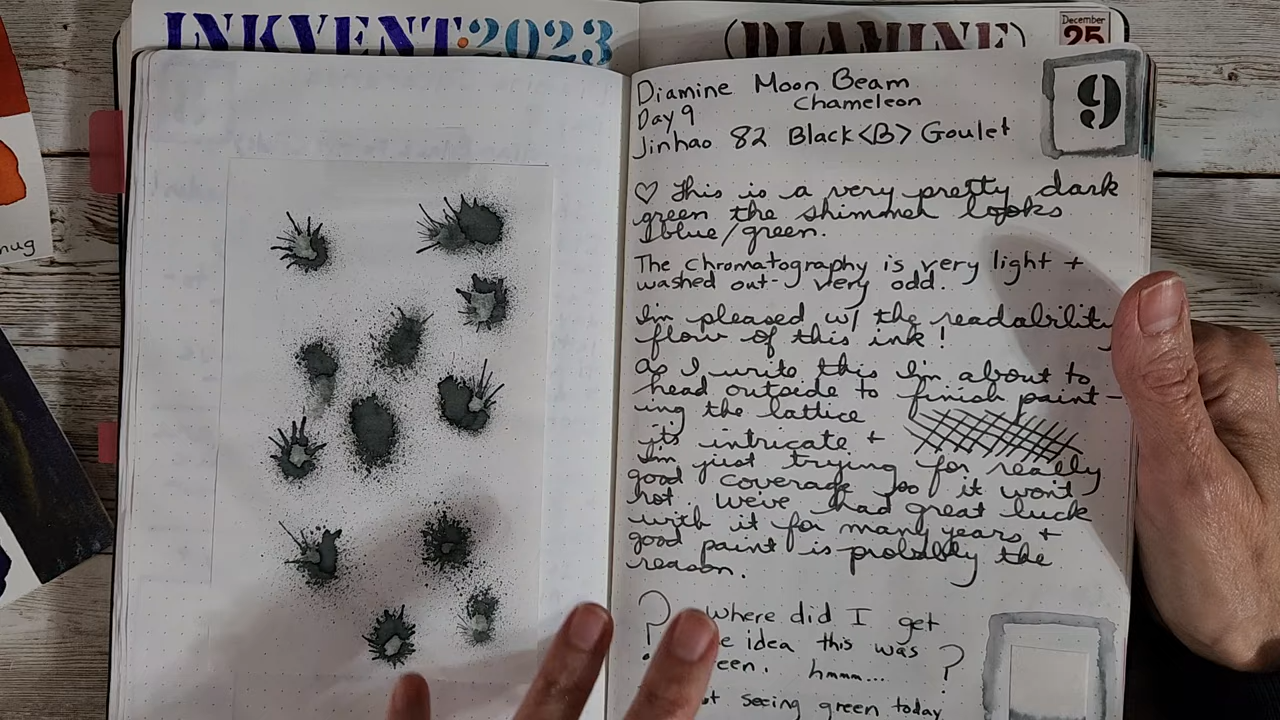 INKVENT 2023 (DIAMINE)
December
25
Diamine Moon Beam
Chameleon
Day 9
Jinhao 82 Black <B> Goulet
9
♡ This is a very pretty dark
green the shimmer looks
blue/green.
The chromatography is very light +
washed out - very odd.
I'm pleased w/ the readability
flow of this ink!
As I write this I'm about to
head outside to finish paint-
ing the lattice
its intricate +
I'm just trying for really
good coverage so it won't
rot. We've had great luck
with it for many years +
good paint is probably the
reason.
? where did I get
idea this was ?
hmmm...
seeing green today